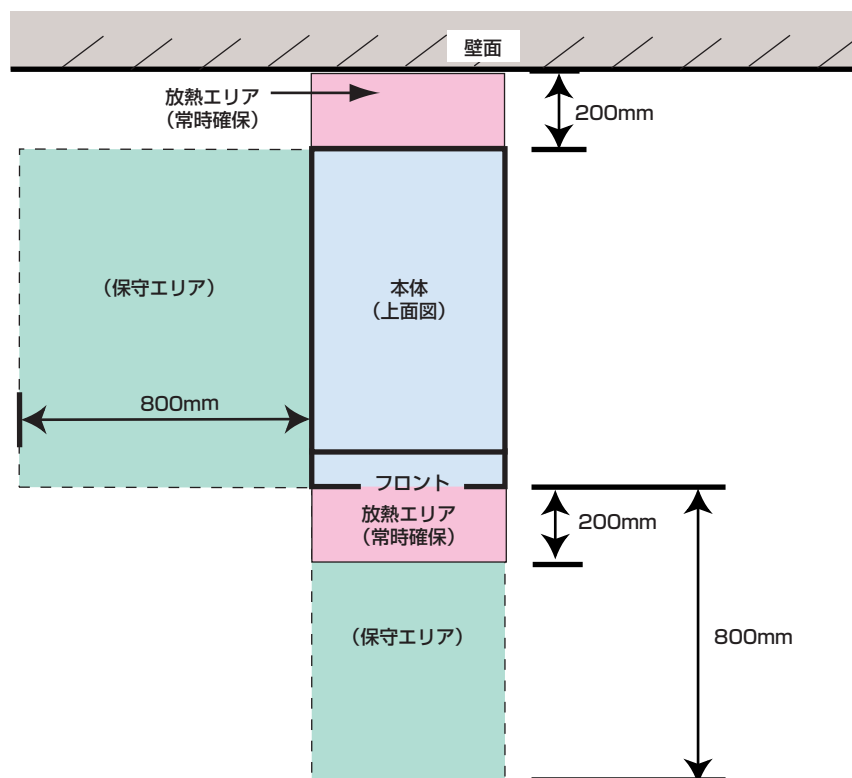 壁面
放熱エリア
（常時確保）
200mm
（保守エリア）
本体
（上面図）
800mm
フロント
放熱エリア
（常時確保）
200mm
（保守エリア）
800mm